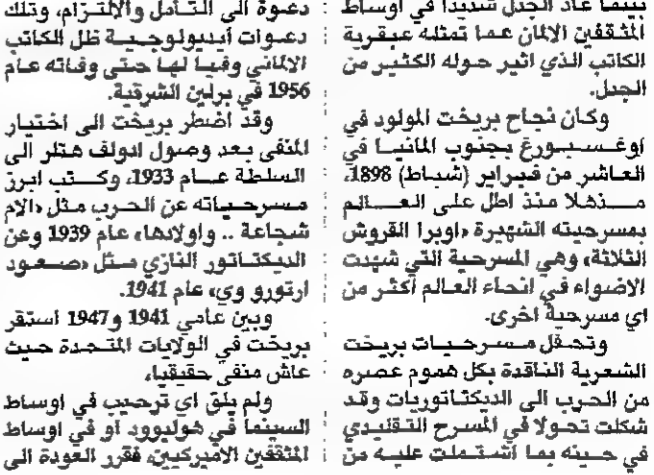 بينما عاد الجدل شديدا في اوساط
المثقفين الالمان عما تمثله عبقرية
الكاتب الذي اثير حوله الكثير من
الجدل.
وكان نجاح بريخت المولود في
اوغسبورغ بجنوب المانيا في
العاشر من فبراير (شباط) 1898،
مذهلا منذ اطل على العالم
بمسرحيته الشهيرة «اوبرا القروش
الثلاثة» وهي المسرحية التي شهدت
الاضواء في انحاء العالم أكثر من
اي مسرحية اخرى.
وتحفل مسرحيات بريخت
الشعرية الناقدة بكل هموم عصره
من الحرب الى الديكتاتوريات وقد
شكلت تحولا في المسرح التقليدي
في حينه بما اشتملت عليه من
دعوة الى التأمل والالتزام، وتلك
دعوات أيديولوجية ظل الكاتب
الالماني وفيا لها حتى وفاته عام
1956 في برلين الشرقية.
وقد اضطر بريخت الى اختيار
المنفى بعد وصول ادولف هتلر الى
السلطة عام 1933، وكتب ابرز
مسرحياته عن الحرب مثل «الام
شجاعة .. واولادها» عام 1939 وعن
الديكتاتور النازي مثل «صعود
ارتورو وي» عام 1941.
وبين عامي 1941 و1947 استقر
بريخت في الولايات المتحدة حيث
عاش منفى حقيقيا،
ولم يلق اي ترحيب في اوساط
السينما في هوليوود او في اوساط
المثقفين الاميركيين، فقرر العودة الى